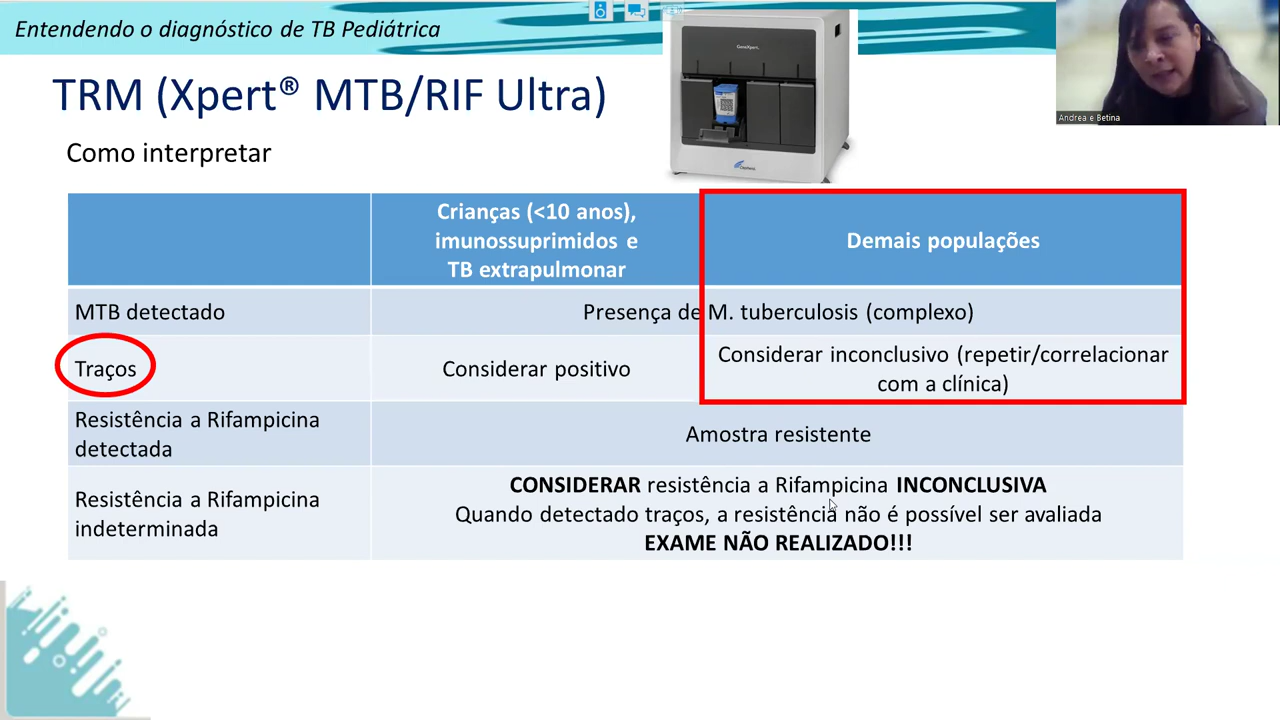 Entendendo o diagnóstico de TB Pediátrica
TRM (Xpert® MTB/RIF Ultra)
Como interpretar
GeneXpert
Cepheid
Andrea e Betina
Crianças (<10 anos),
imunossuprimidos e
TB extrapulmonar
Demais populações
MTB detectado
Presença de M. tuberculosis (complexo)
Traços
Considerar positivo
Considerar inconclusivo (repetir/correlacionar
com a clínica)
Resistência a Rifampicina
detectada
Amostra resistente
Resistência a Rifampicina
indeterminada
CONSIDERAR resistência a Rifampicina INCONCLUSIVA
Quando detectado traços, a resistência não é possível ser avaliada
EXAME NÃO REALIZADO!!!